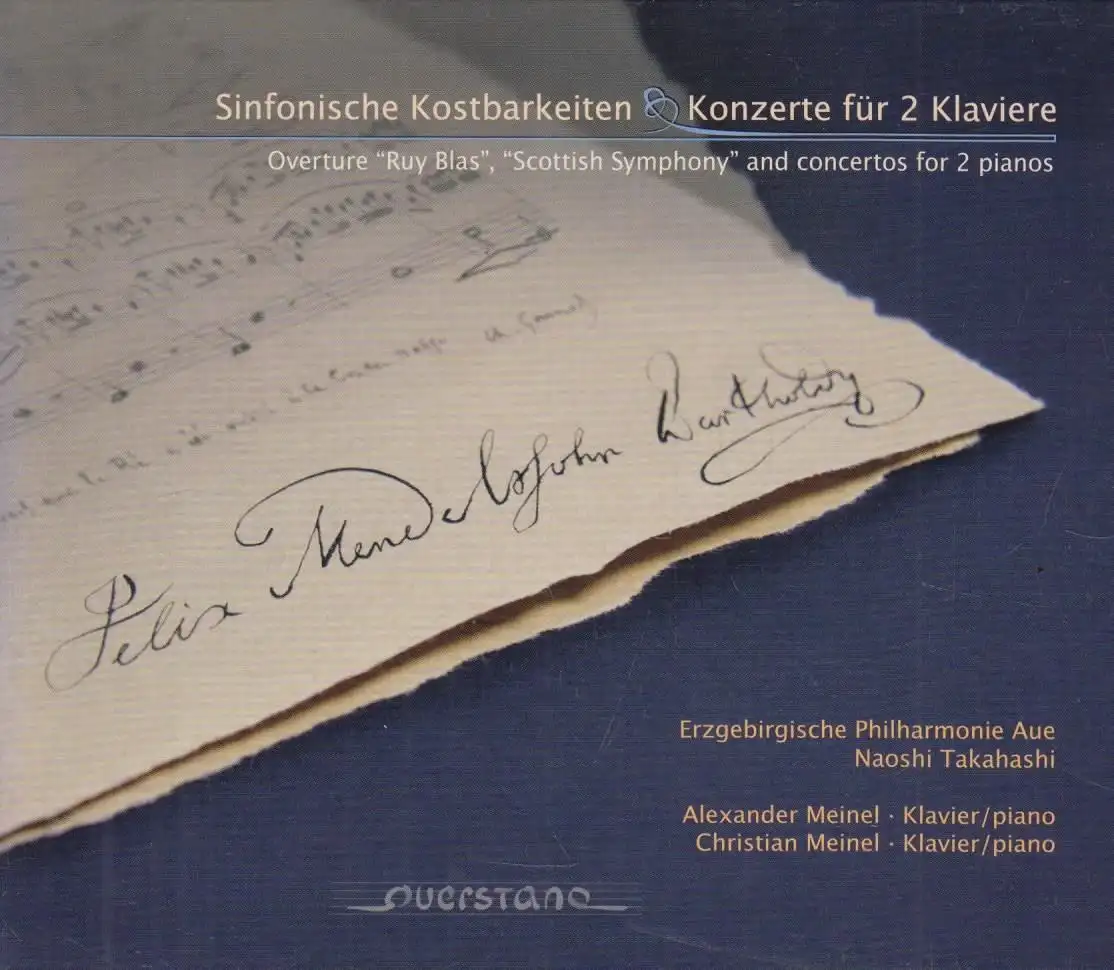 Sinfonische Kostbarkeiten & Konzerte für 2 Klaviere
Overture “Ruy Blas”, “Scottish Symphony” and concertos for 2 pianos
Felix Mendelssohn Bartholdy
Erzgebirgische Philharmonie Aue
Naoshi Takahashi
Alexander Meinel · Klavier/piano
Christian Meinel · Klavier/piano
querstand